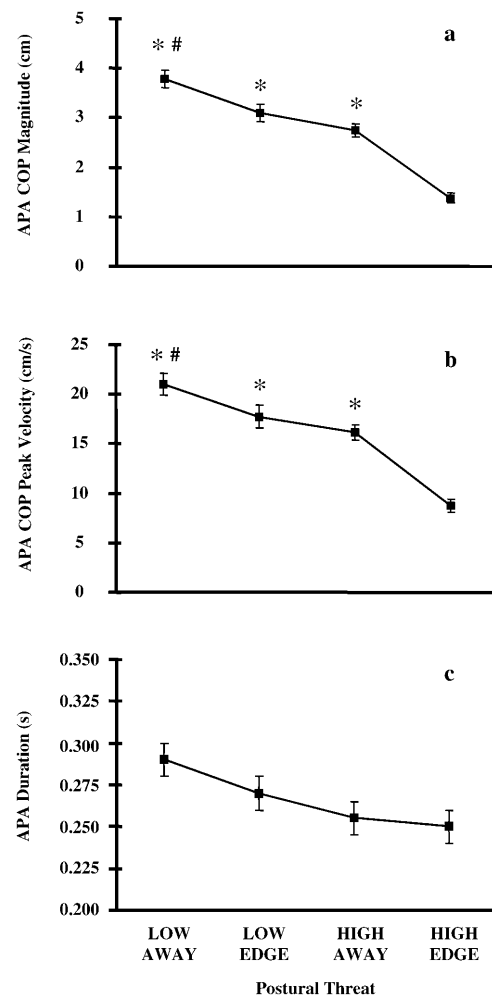 a
APA COP Magnitude (cm)
5
4
3
2
1
0
* #
*
*
b
APA COP Peak Velocity (cm/s)
25
20
15
10
5
0
* #
*
*
c
APA Duration (s)
0.350
0.325
0.300
0.275
0.250
0.225
0.200
LOW LOW HIGH HIGH
AWAY EDGE AWAY EDGE
Postural Threat